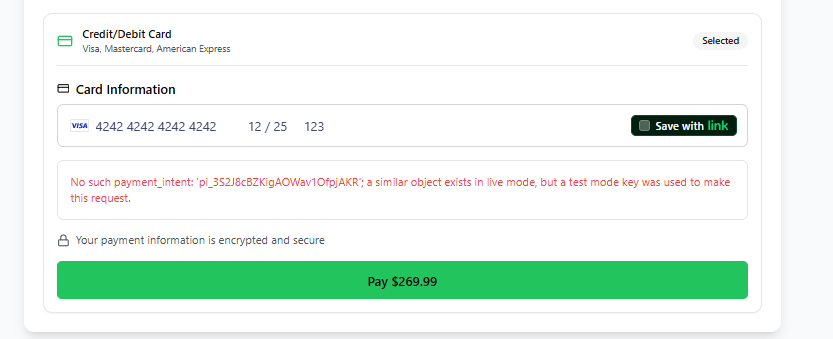 Credit/Debit Card
Visa, Mastercard, American Express
Selected
Card Information
VISA 4242 4242 4242 4242 12 / 25 123
Save with link
No such payment_intent: 'pi_3S2J8cBZKigAOWav1OfpjAKR'; a similar object exists in live mode, but a test mode key was used to make
this request.
Your payment information is encrypted and secure
Pay $269.99